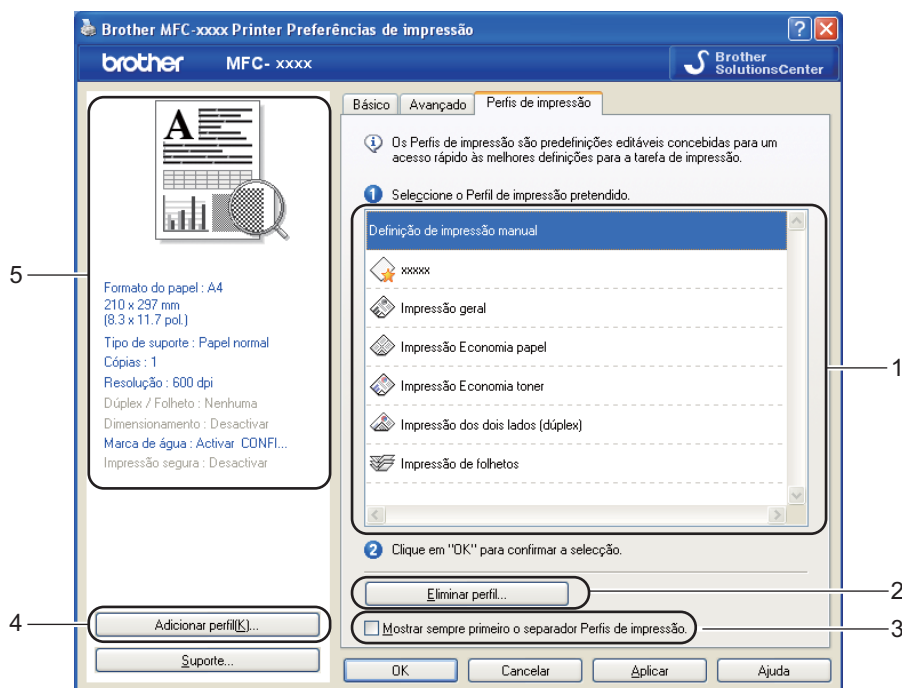 Brother MFC-xxxx Printer Preferências de impressão
brother MFC- xxxx
Brother
SolutionsCenter
Básico Avançado Perfis de impressão
Os Perfis de impressão são predefinições editáveis concebidas para um
acesso rápido às melhores definições para a tarefa de impressão.
1 Seleccione o Perfil de impressão pretendido.
Definição de impressão manual
xxxxx
Impressão geral
Impressão Economia papel
Impressão Economia toner
Impressão dos dois lados (dúplex)
Impressão de folhetos
2 Clique em "OK" para confirmar a selecção.
Eliminar perfil...
Mostrar sempre primeiro o separador Perfis de impressão.
A
Formato do papel : A4
210 x 297 mm
(8.3 x 11.7 pol.)
Tipo de suporte : Papel normal
Cópias : 1
Resolução : 600 dpi
Dúplex / Folheto : Nenhuma
Dimensionamento : Desactivar
Marca de água : Activar CONFI...
Impressão segura : Desactivar
Adicionar perfil(K)...
Suporte...
OK Cancelar Aplicar Ajuda
1
2
3
4
5